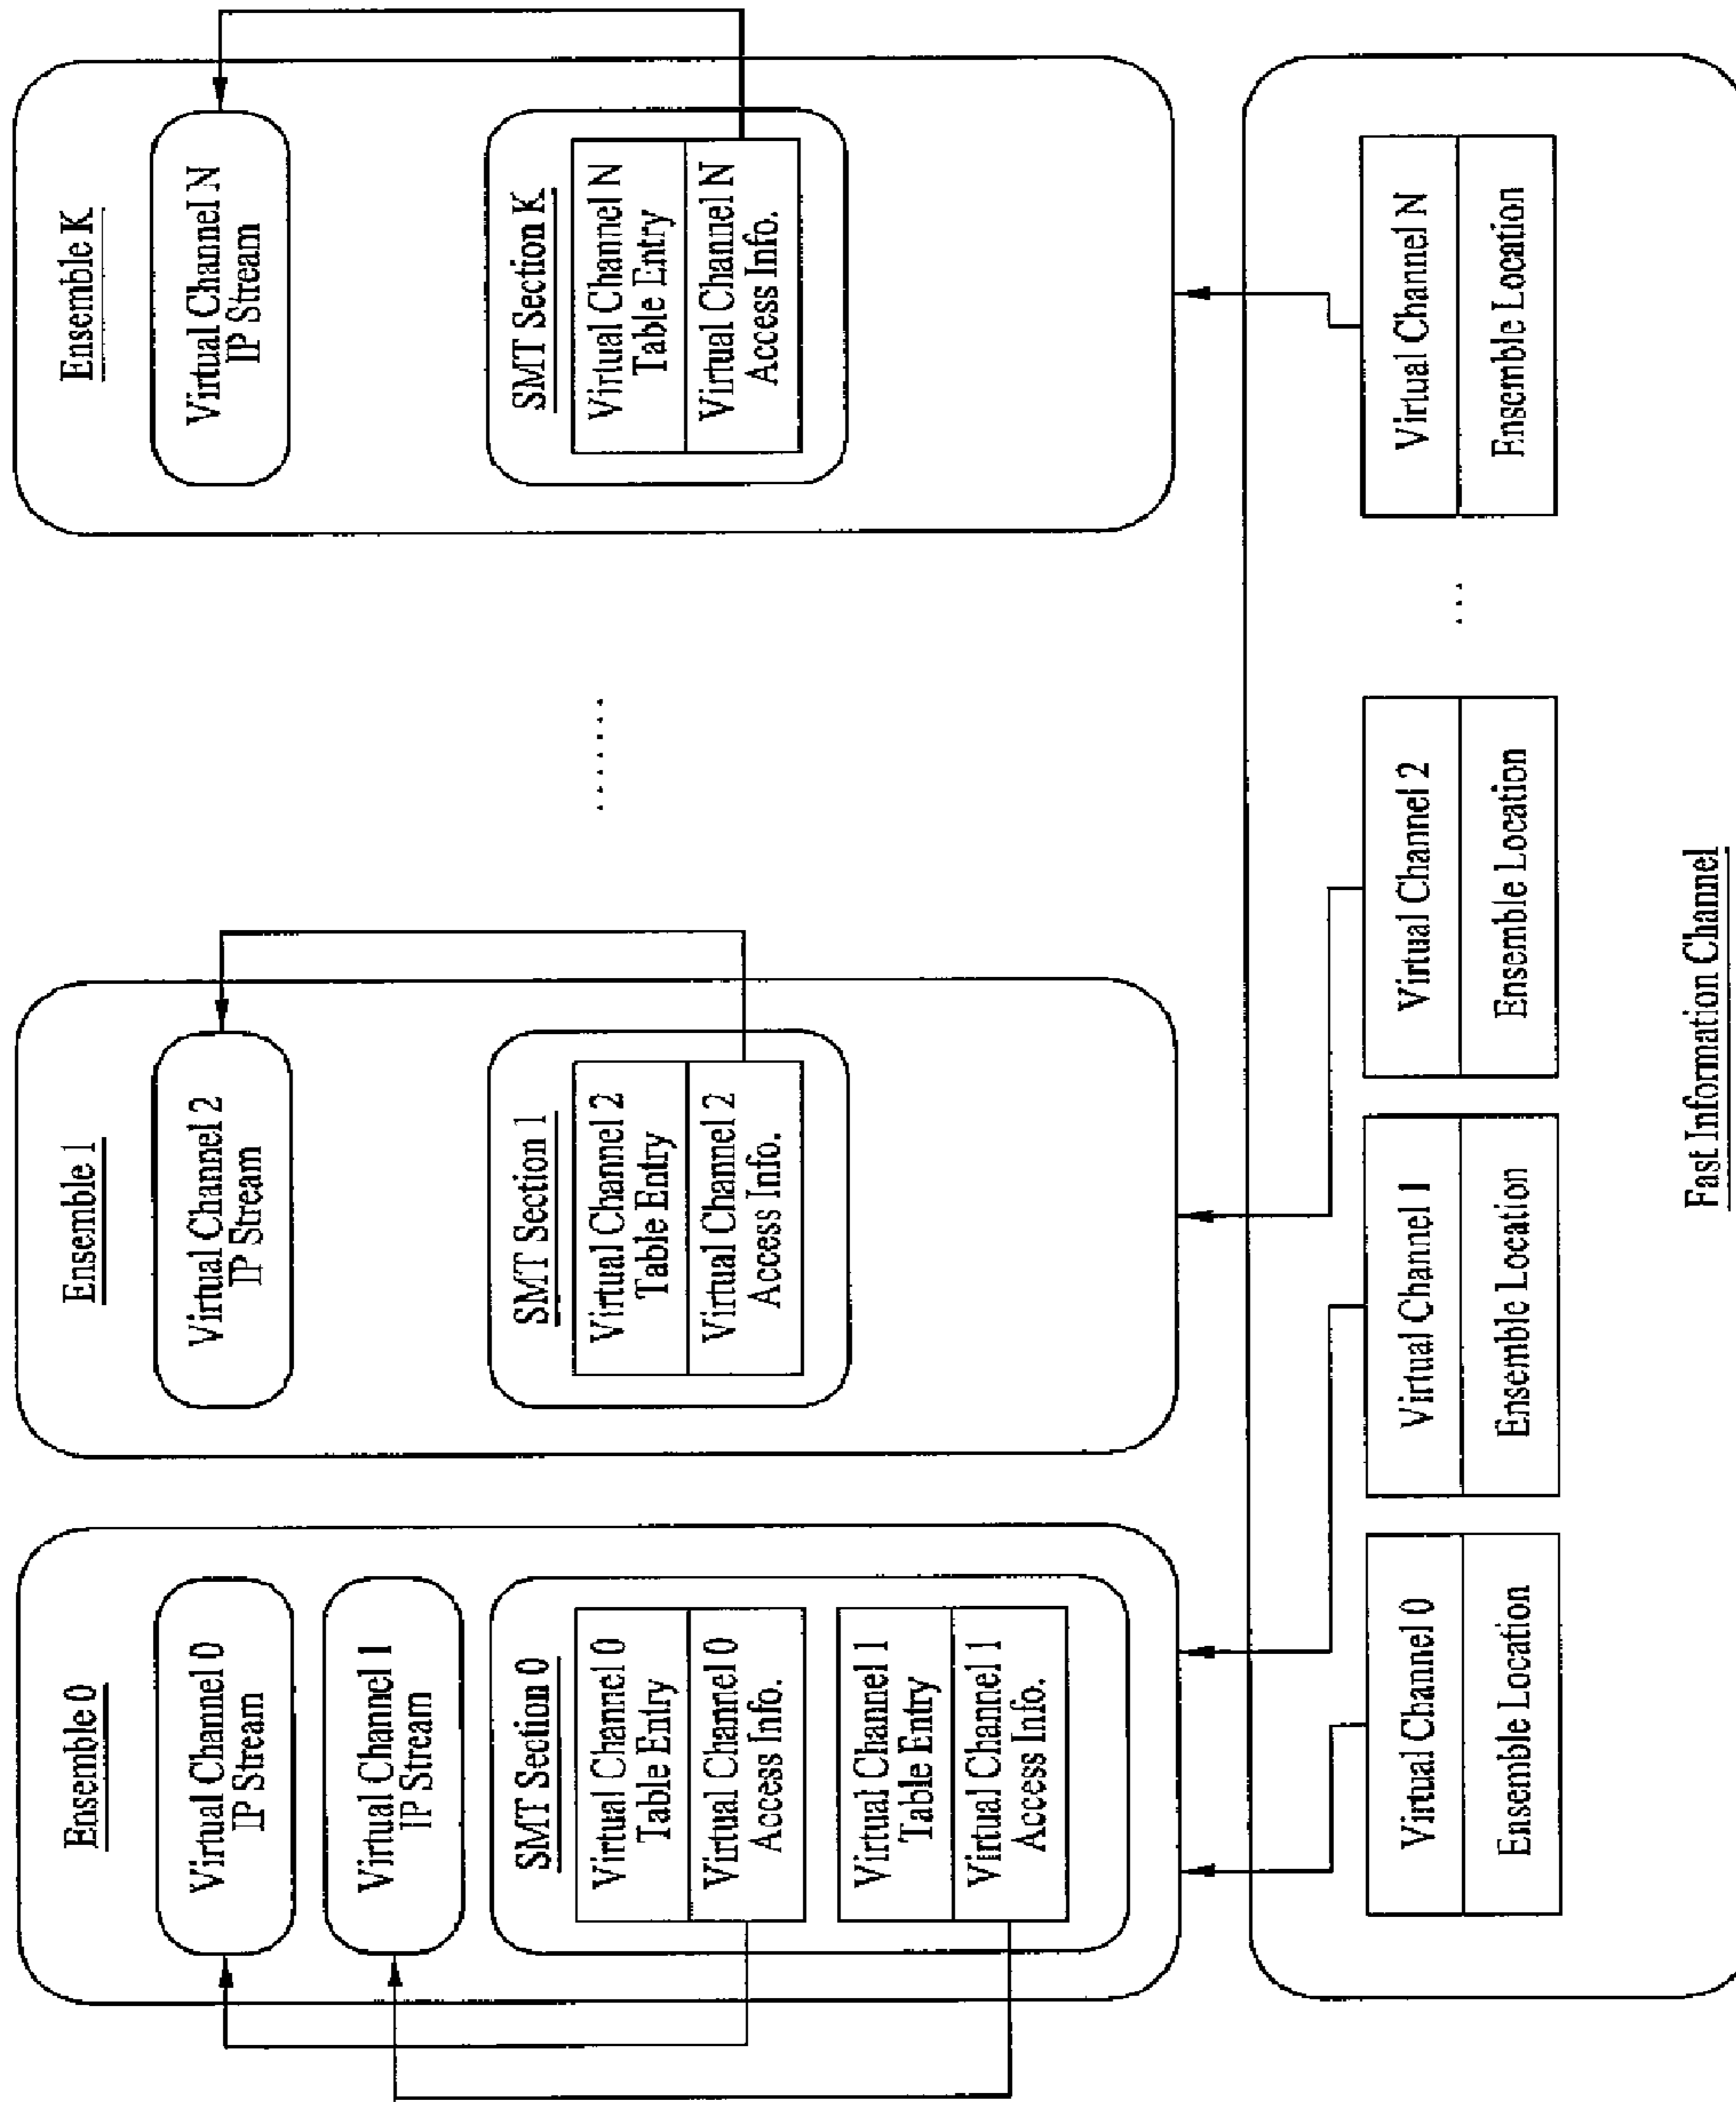 Ensemble 0
Virtual Channel 0
IP Stream
Virtual Channel 1
IP Stream
SMT Section 0
Virtual Channel 0
Table Entry
Virtual Channel 0
Access Info.
Virtual Channel 1
Table Entry
Virtual Channel 1
Access Info.
Ensemble 1
Virtual Channel 2
IP Stream
SMT Section 1
Virtual Channel 2
Table Entry
Virtual Channel 2
Access Info.
.......
Ensemble K
Virtual Channel N
IP Stream
SMT Section K
Virtual Channel N
Table Entry
Virtual Channel N
Access Info.
Virtual Channel 0
Ensemble Location
Virtual Channel 1
Ensemble Location
Virtual Channel 2
Ensemble Location
...
Virtual Channel N
Ensemble Location
Fast Information Channel